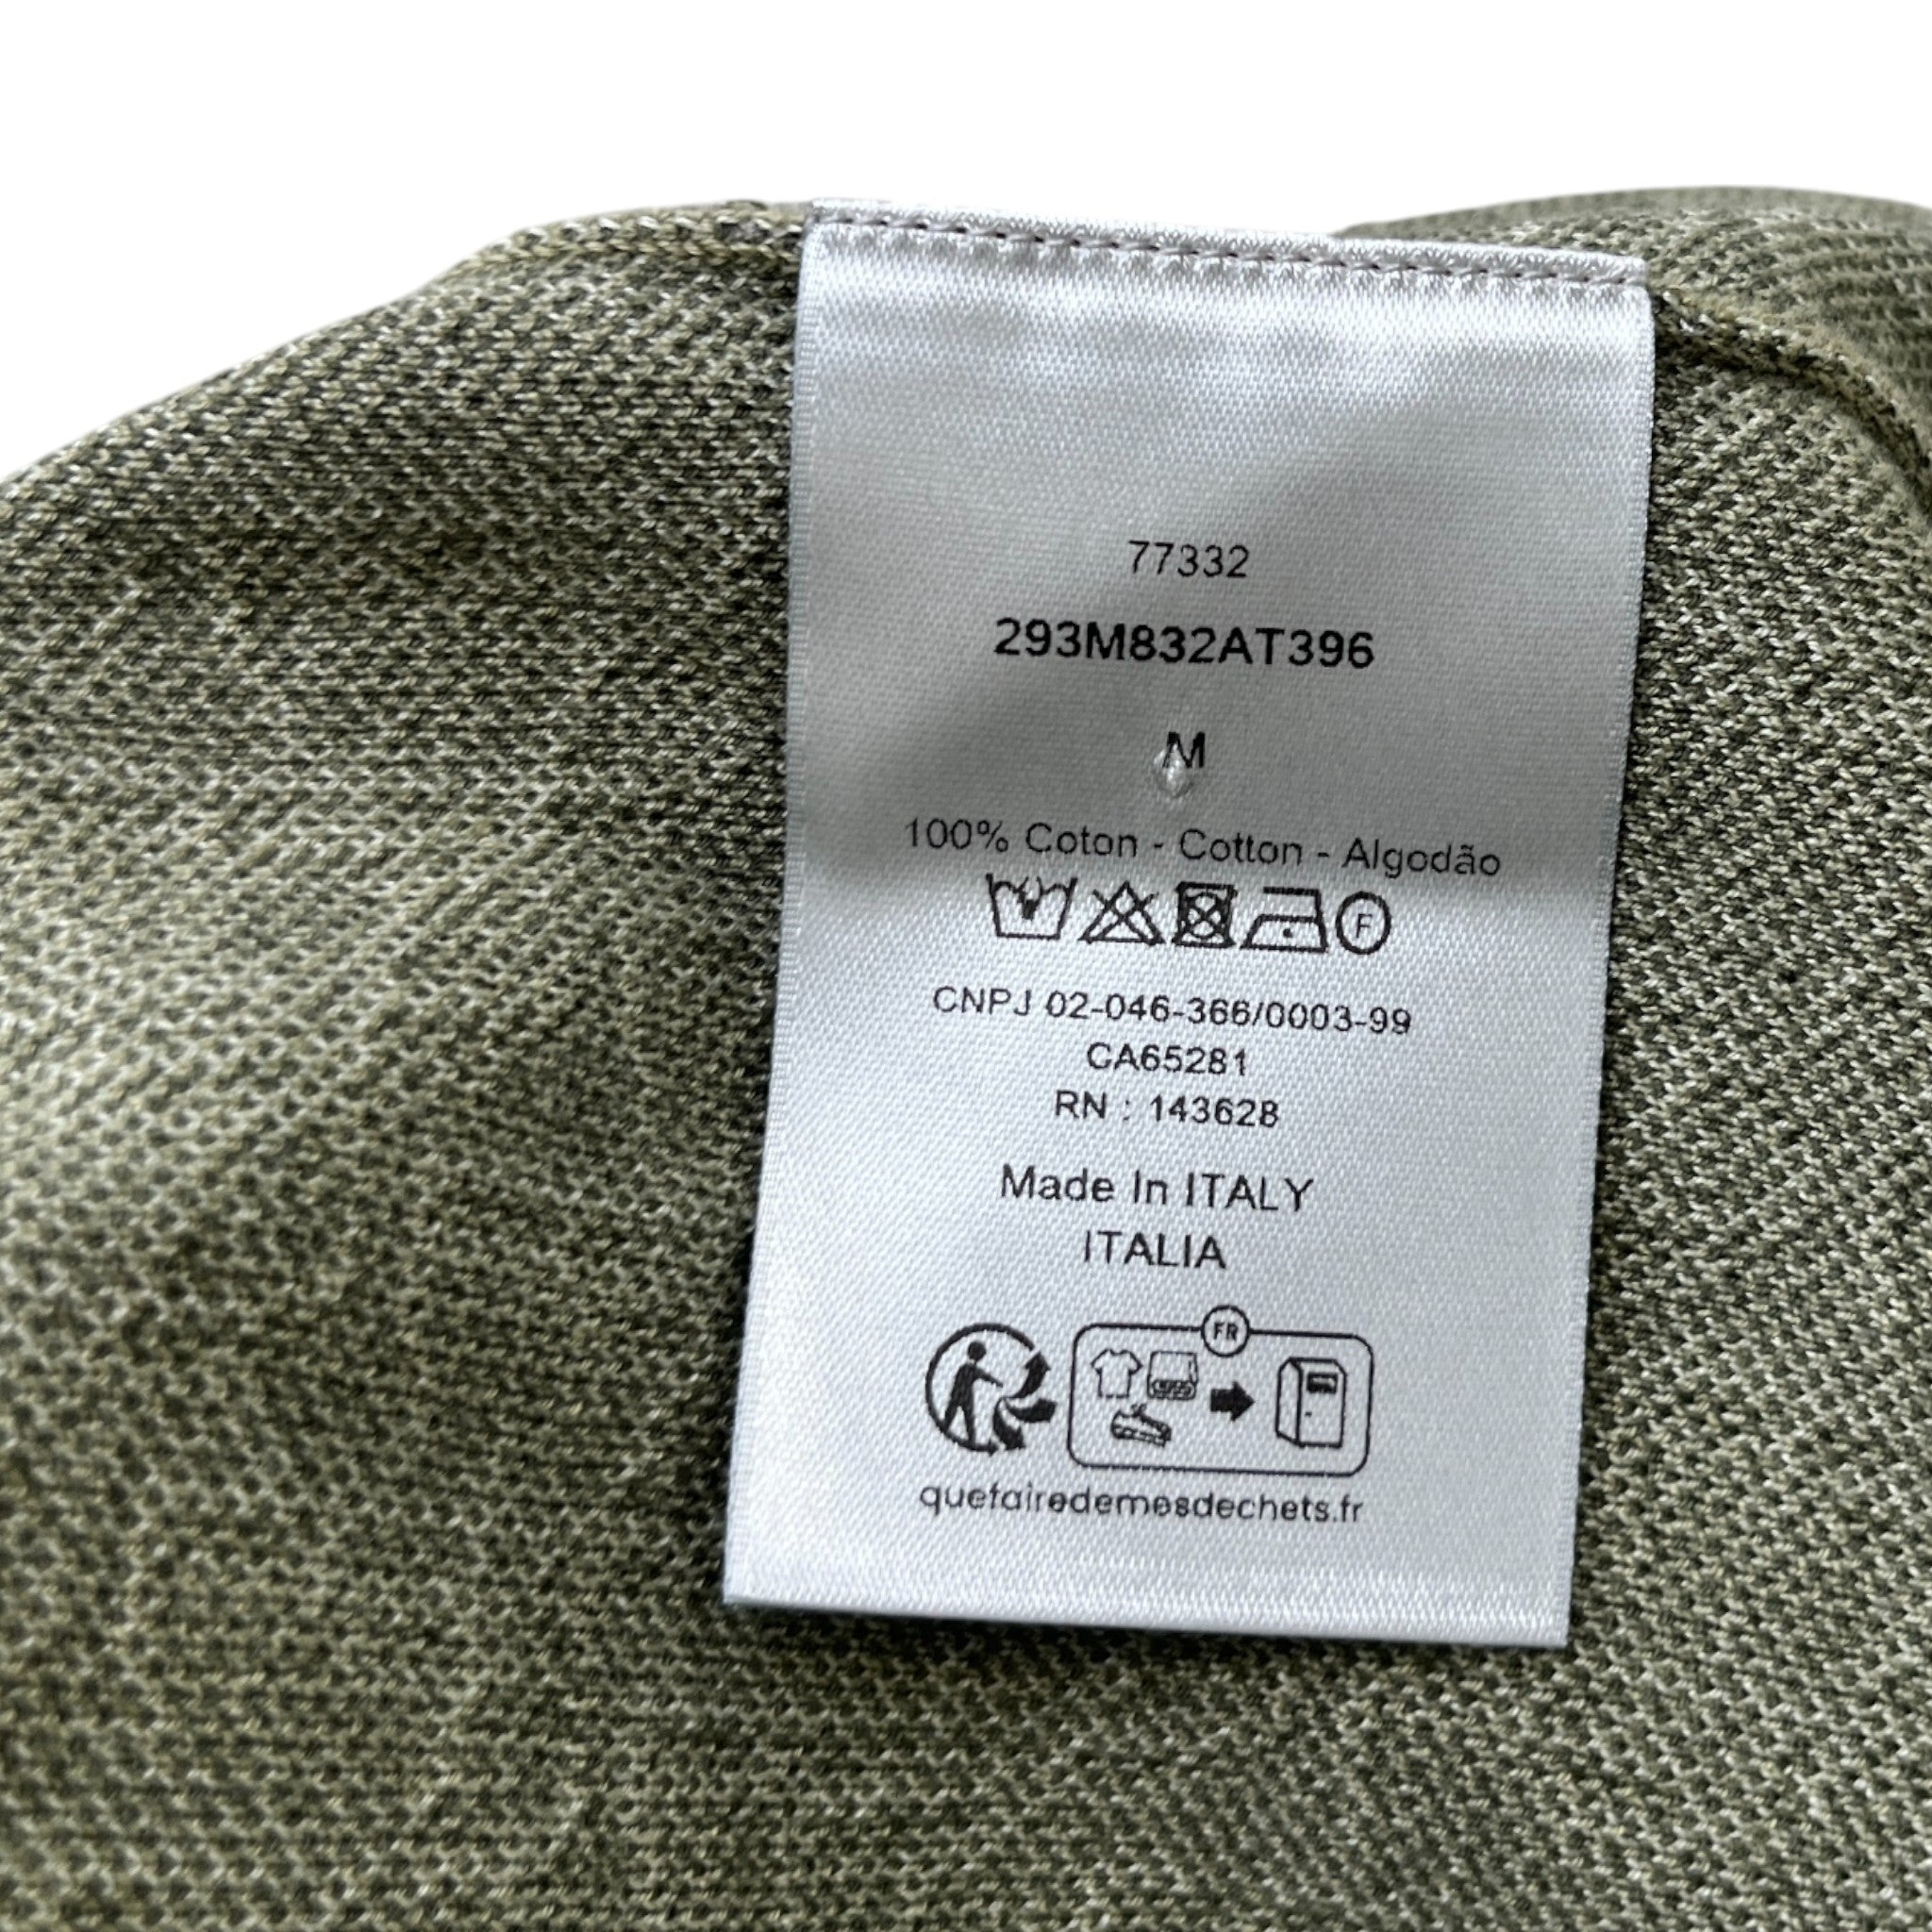 77332
293M832AT396
M
100% Coton - Cotton - Algodão
F
CNPJ 02-046-366/0003-99
CA65281
RN : 143628
Made In ITALY
ITALIA
FR
quefairedemesdechets.fr